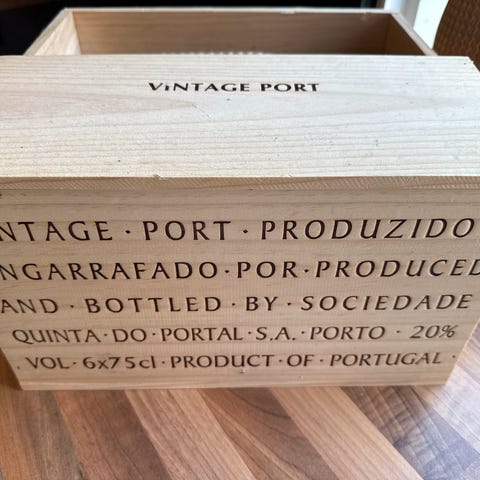 VINTAGE PORT
NTAGE · PORT · PRODUZIDO
NGARRAFADO · POR · PRODUCED
AND · BOTTLED · BY · SOCIEDADE
QUINTA · DO · PORTAL · S.A. · PORTO · 20%
. VOL · 6x75cl · PRODUCT · OF · PORTUGAL ·